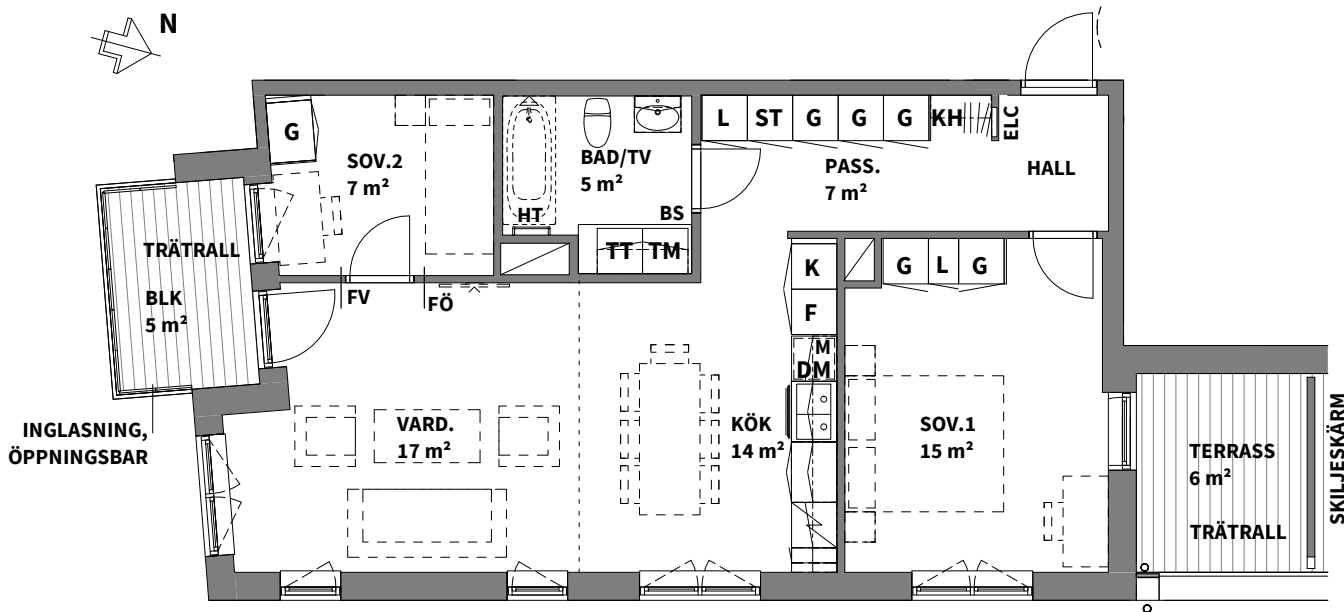 N
G
SOV.2
7 m²
HT
BAD/TV
5 m²
BS
TT
TM
L
ST
G
G
G
KH
ELC
PASS.
7 m²
HALL
TRÄTRALL
BLK
5 m²
FV
FÖ
INGLASNING,
ÖPPNINGSBAR
VARD.
17 m²
KÖK
14 m²
K
F
M
DM
G
L
G
SOV.1
15 m²
TERRASS
6 m²
TRÄTRALL
SKILJESKÄRM